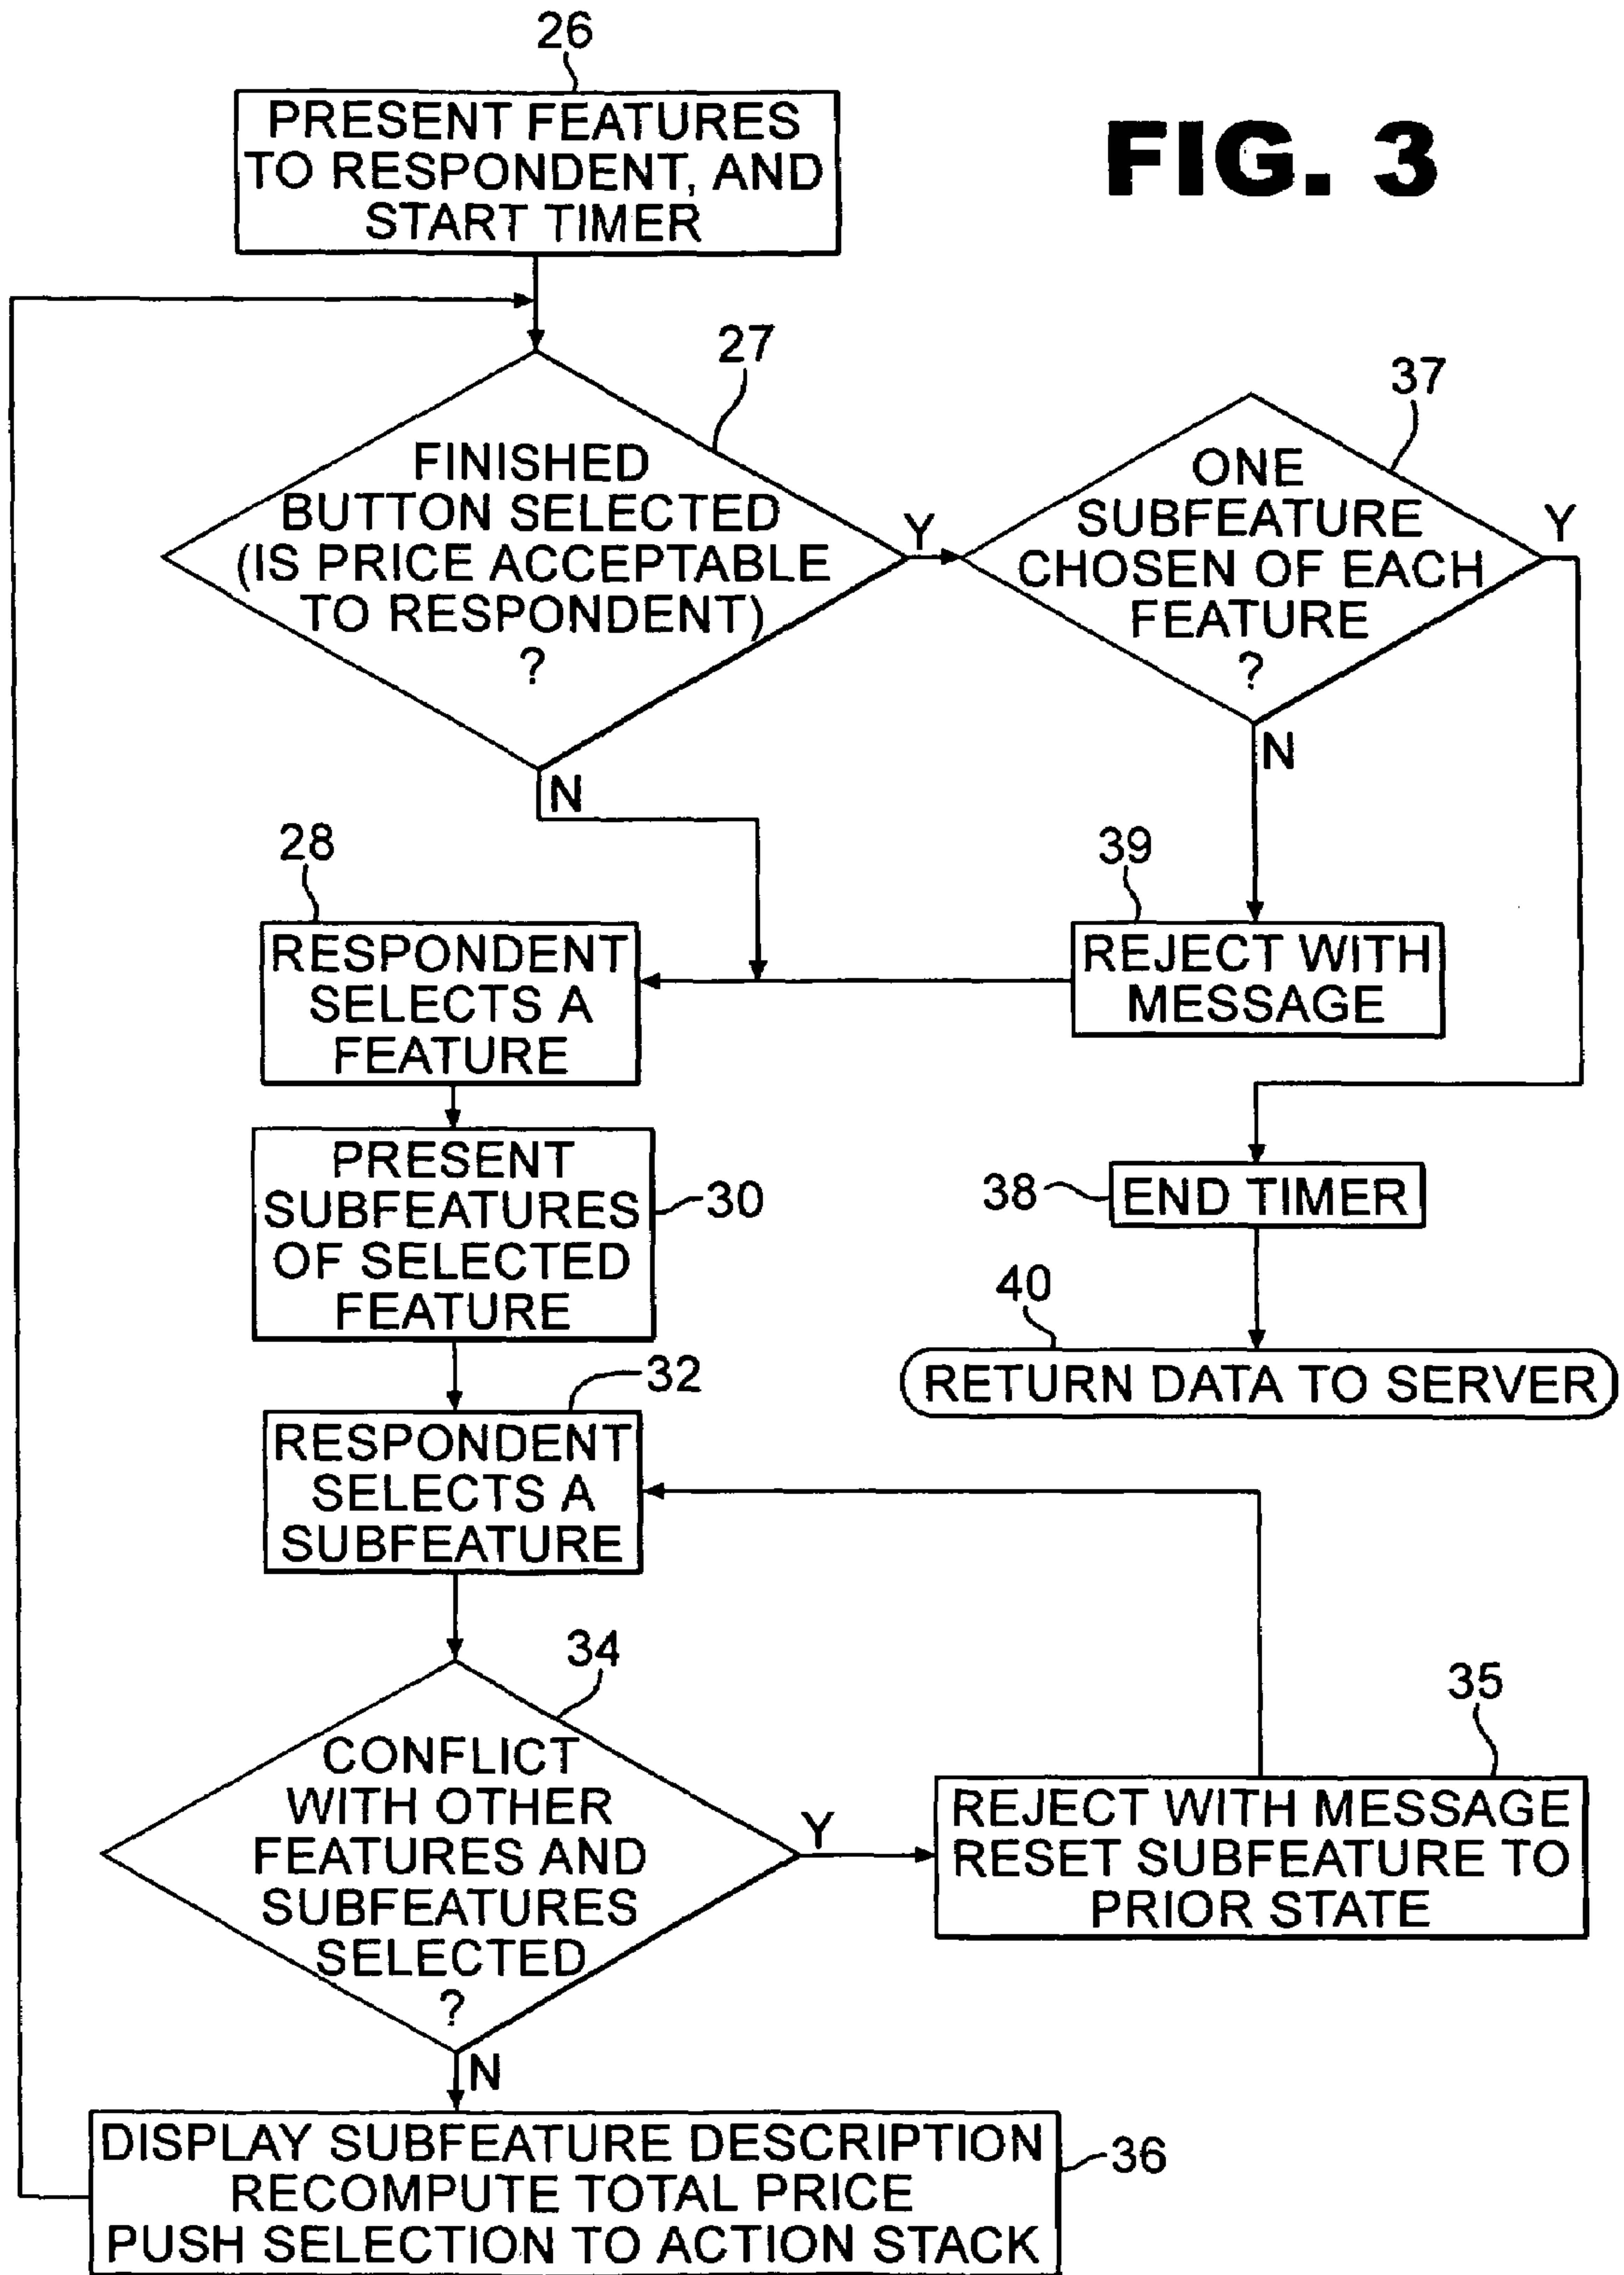 26
PRESENT FEATURES
TO RESPONDENT, AND
START TIMER
FIG. 3
27
FINISHED
BUTTON SELECTED
(IS PRICE ACCEPTABLE
TO RESPONDENT)
?
Y
N
37
ONE
SUBFEATURE
CHOSEN OF EACH
FEATURE
?
Y
N
28
RESPONDENT
SELECTS A
FEATURE
39
REJECT WITH
MESSAGE
PRESENT
SUBFEATURES
OF SELECTED
FEATURE
30
38
END TIMER
40
RETURN DATA TO SERVER
32
RESPONDENT
SELECTS A
SUBFEATURE
34
CONFLICT
WITH OTHER
FEATURES AND
SUBFEATURES
SELECTED
?
Y
N
35
REJECT WITH MESSAGE
RESET SUBFEATURE TO
PRIOR STATE
DISPLAY SUBFEATURE DESCRIPTION
RECOMPUTE TOTAL PRICE
PUSH SELECTION TO ACTION STACK
36